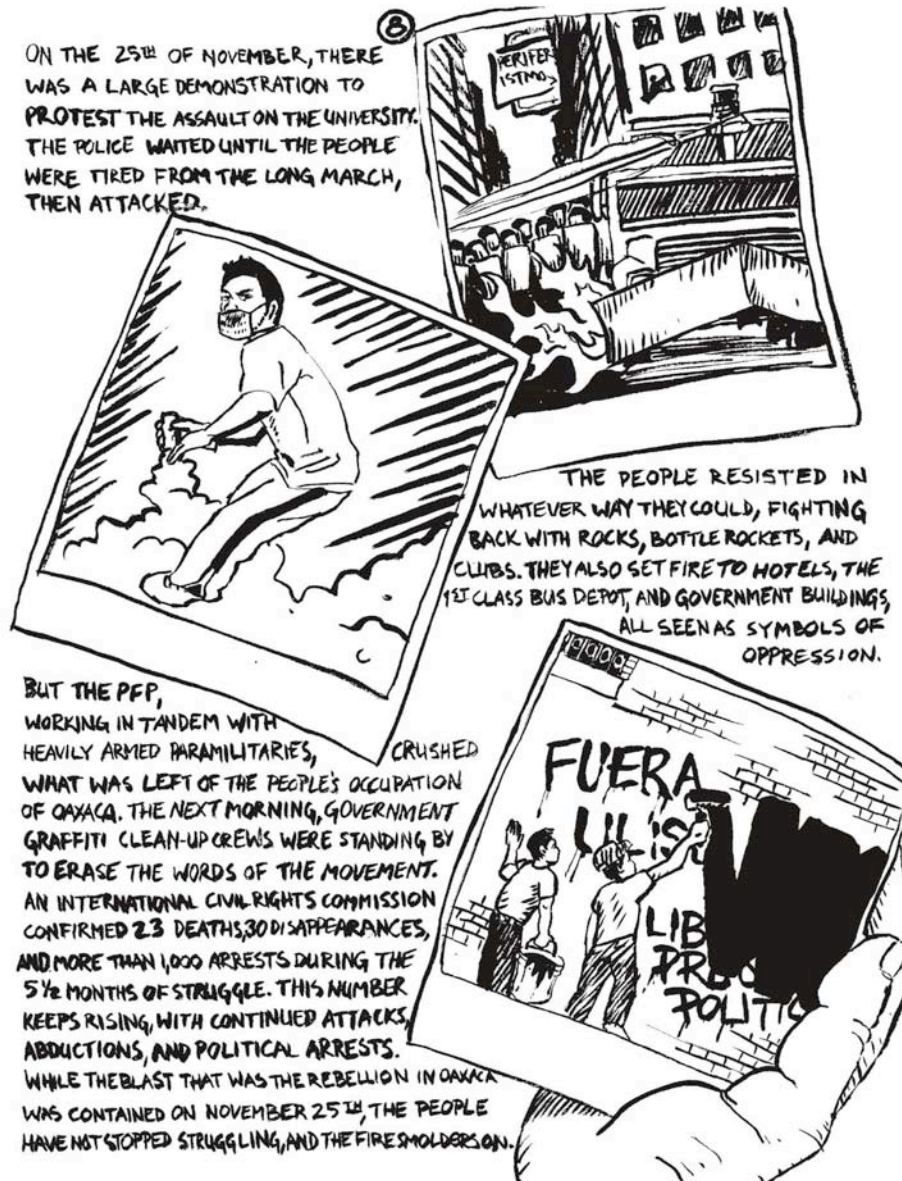 8
ON THE 25TH OF NOVEMBER, THERE
WAS A LARGE DEMONSTRATION TO
PROTEST THE ASSAULT ON THE UNIVERSITY.
THE POLICE WAITED UNTIL THE PEOPLE
WERE TIRED FROM THE LONG MARCH,
THEN ATTACKED.
PERIFER
ISTMO
THE PEOPLE RESISTED IN
WHATEVER WAY THEY COULD, FIGHTING
BACK WITH ROCKS, BOTTLE ROCKETS, AND
CLUBS. THEY ALSO SET FIRE TO HOTELS, THE
1ST CLASS BUS DEPOT, AND GOVERNMENT BUILDINGS,
ALL SEEN AS SYMBOLS OF
OPPRESSION.
BUT THE PFP,
WORKING IN TANDEM WITH
HEAVILY ARMED PARAMILITARIES, CRUSHED
WHAT WAS LEFT OF THE PEOPLE'S OCCUPATION
OF OAXACA. THE NEXT MORNING, GOVERNMENT
GRAFFITI CLEAN-UP CREWS WERE STANDING BY
TO ERASE THE WORDS OF THE MOVEMENT.
AN INTERNATIONAL CIVIL RIGHTS COMMISSION
CONFIRMED 23 DEATHS, 30 DISAPPEARANCES,
AND MORE THAN 1,000 ARRESTS DURING THE
5 1/2 MONTHS OF STRUGGLE. THIS NUMBER
KEEPS RISING, WITH CONTINUED ATTACKS,
ABDUCTIONS, AND POLITICAL ARRESTS.
WHILE THE BLAST THAT WAS THE REBELLION IN OAXACA
WAS CONTAINED ON NOVEMBER 25TH, THE PEOPLE
HAVE NOT STOPPED STRUGGLING, AND THE FIRE SMOLDERS ON.
FUERA
ULIS
LIB
PRE
POLITIC